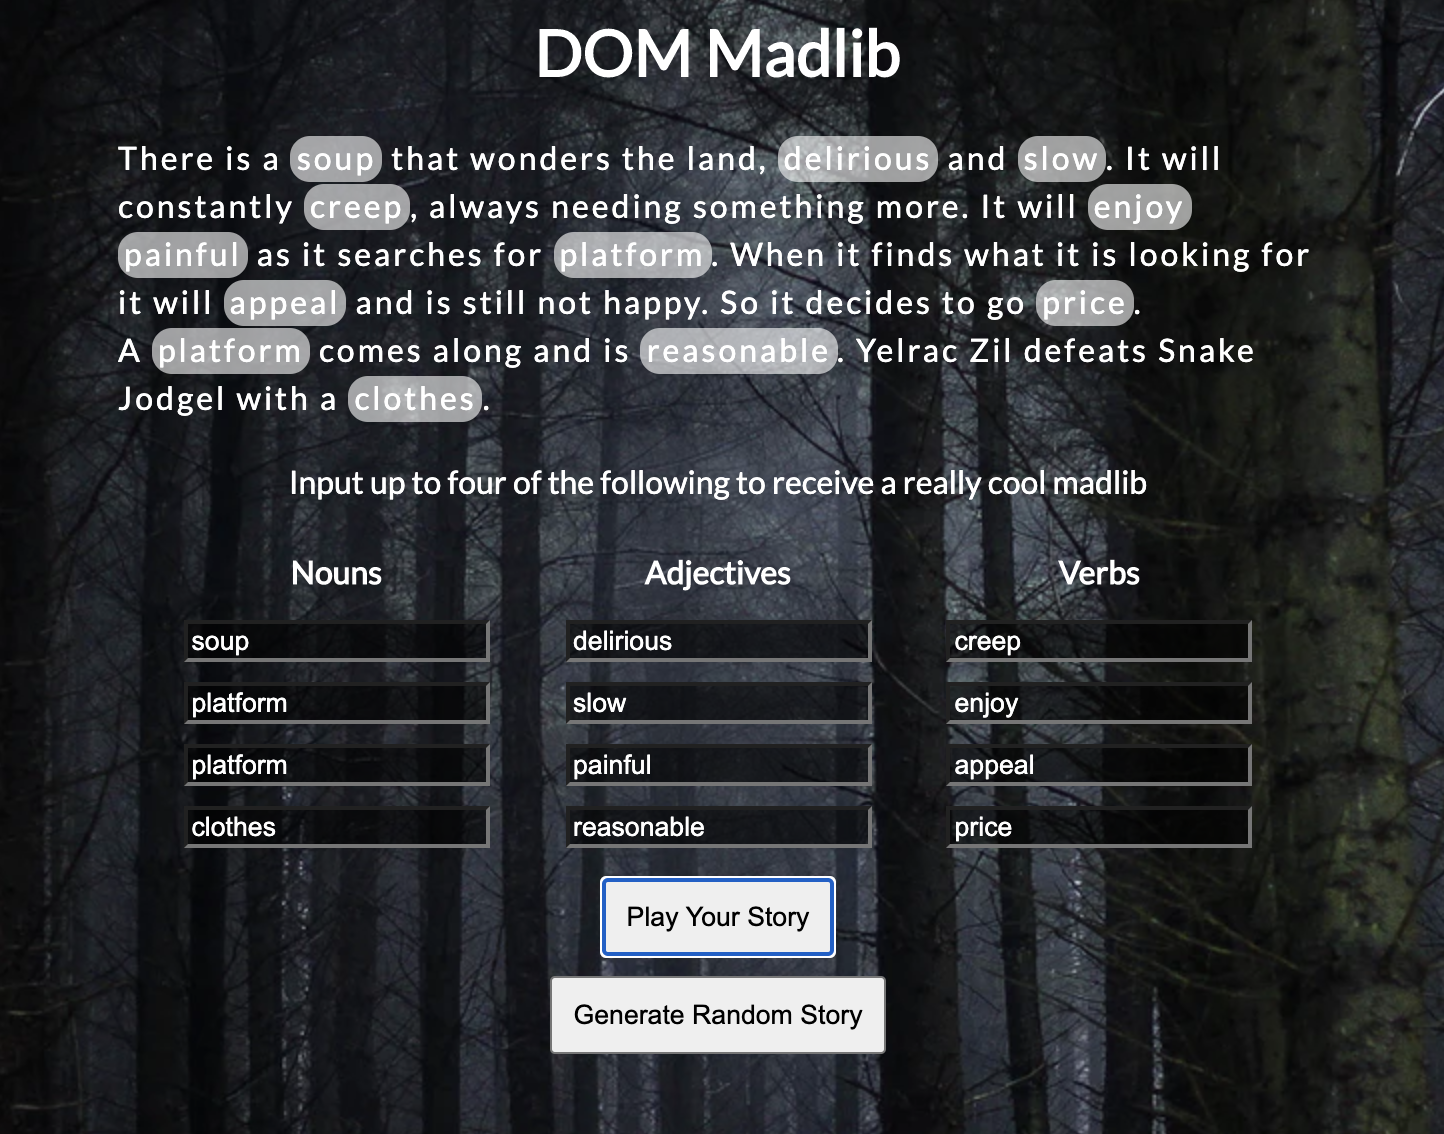 DOM Madlib
There is a soup that wonders the land, delirious and slow. It will
constantly creep, always needing something more. It will enjoy
painful as it searches for platform. When it finds what it is looking for
it will appeal and is still not happy. So it decides to go price.
A platform comes along and is reasonable. Yelrac Zil defeats Snake
Jodgel with a clothes.
Input up to four of the following to receive a really cool madlib
Nouns Adjectives Verbs
soup delirious creep
platform slow enjoy
platform painful appeal
clothes reasonable price
Play Your Story
Generate Random Story